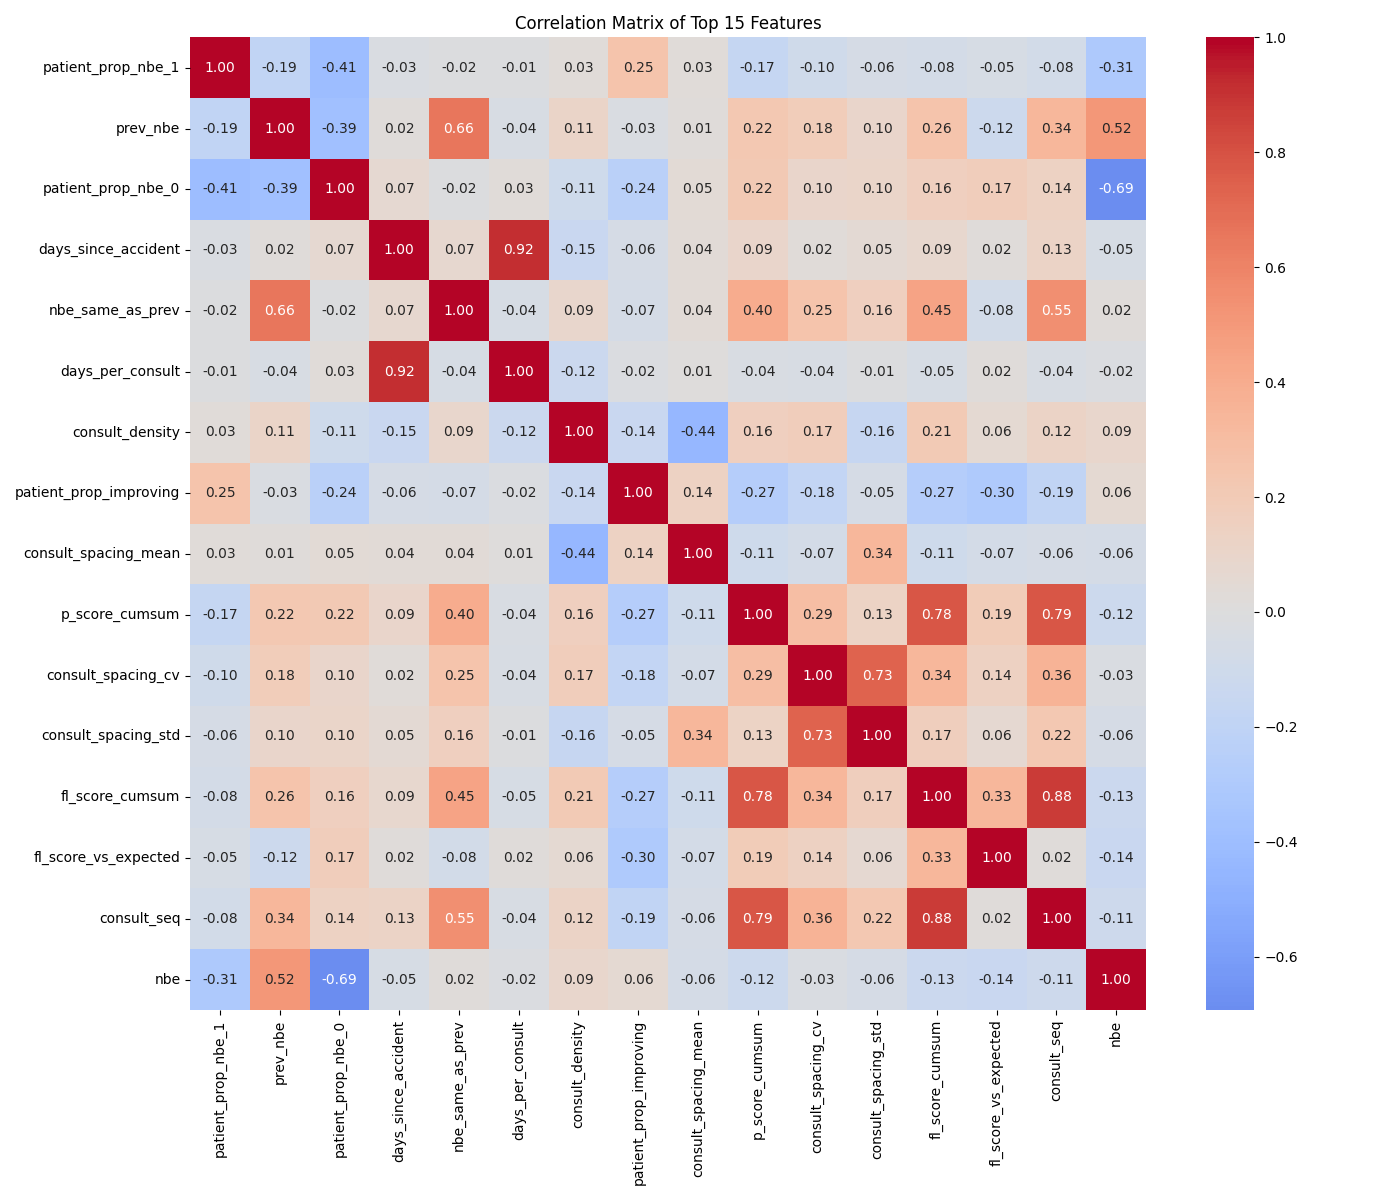 Correlation Matrix of Top 15 Features
patient_prop_nbe_1 1.00 -0.19 -0.41 -0.03 -0.02 -0.01 0.03 0.25 0.03 -0.17 -0.10 -0.06 -0.08 -0.05 -0.08 -0.31
prev_nbe -0.19 1.00 -0.39 0.02 0.66 -0.04 0.11 -0.03 0.01 0.22 0.18 0.10 0.26 -0.12 0.34 0.52
patient_prop_nbe_0 -0.41 -0.39 1.00 0.07 -0.02 0.03 -0.11 -0.24 0.05 0.22 0.10 0.10 0.16 0.17 0.14 -0.69
days_since_accident -0.03 0.02 0.07 1.00 0.07 0.92 -0.15 -0.06 0.04 0.09 0.02 0.05 0.09 0.02 0.13 -0.05
nbe_same_as_prev -0.02 0.66 -0.02 0.07 1.00 -0.04 0.09 -0.07 0.04 0.40 0.25 0.16 0.45 -0.08 0.55 0.02
days_per_consult -0.01 -0.04 0.03 0.92 -0.04 1.00 -0.12 -0.02 0.01 -0.04 -0.04 -0.01 -0.05 0.02 -0.04 -0.02
consult_density 0.03 0.11 -0.11 -0.15 0.09 -0.12 1.00 -0.14 -0.44 0.16 0.17 -0.16 0.21 0.06 0.12 0.09
patient_prop_improving 0.25 -0.03 -0.24 -0.06 -0.07 -0.02 -0.14 1.00 0.14 -0.27 -0.18 -0.05 -0.27 -0.30 -0.19 0.06
consult_spacing_mean 0.03 0.01 0.05 0.04 0.04 0.01 -0.44 0.14 1.00 -0.11 -0.07 0.34 -0.11 -0.07 -0.06 -0.06
p_score_cumsum -0.17 0.22 0.22 0.09 0.40 -0.04 0.16 -0.27 -0.11 1.00 0.29 0.13 0.78 0.19 0.79 -0.12
consult_spacing_cv -0.10 0.18 0.10 0.02 0.25 -0.04 0.17 -0.18 -0.07 0.29 1.00 0.73 0.34 0.14 0.36 -0.03
consult_spacing_std -0.06 0.10 0.10 0.05 0.16 -0.01 -0.16 -0.05 0.34 0.13 0.73 1.00 0.17 0.06 0.22 -0.06
fl_score_cumsum -0.08 0.26 0.16 0.09 0.45 -0.05 0.21 -0.27 -0.11 0.78 0.34 0.17 1.00 0.33 0.88 -0.13
fl_score_vs_expected -0.05 -0.12 0.17 0.02 -0.08 0.02 0.06 -0.30 -0.07 0.19 0.14 0.06 0.33 1.00 0.02 -0.14
consult_seq -0.08 0.34 0.14 0.13 0.55 -0.04 0.12 -0.19 -0.06 0.79 0.36 0.22 0.88 0.02 1.00 -0.11
nbe -0.31 0.52 -0.69 -0.05 0.02 -0.02 0.09 0.06 -0.06 -0.12 -0.03 -0.06 -0.13 -0.14 -0.11 1.00
patient_prop_nbe_1
prev_nbe
patient_prop_nbe_0
days_since_accident
nbe_same_as_prev
days_per_consult
consult_density
patient_prop_improving
consult_spacing_mean
p_score_cumsum
consult_spacing_cv
consult_spacing_std
fl_score_cumsum
fl_score_vs_expected
consult_seq
nbe
1.0
0.8
0.6
0.4
0.2
0.0
−0.2
−0.4
−0.6